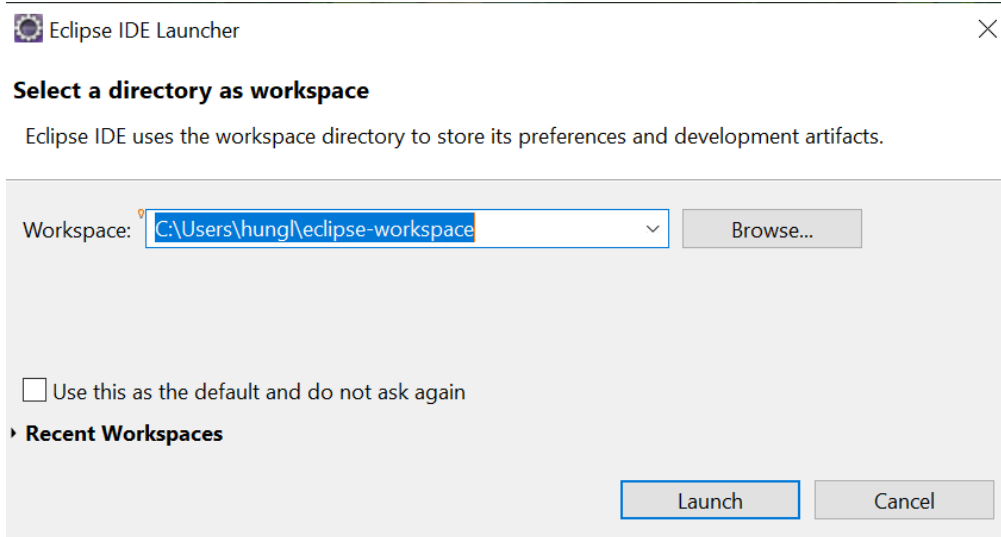 Eclipse IDE Launcher
Select a directory as workspace
Eclipse IDE uses the workspace directory to store its preferences and development artifacts.
Workspace: C:\Users\hungl\eclipse-workspace Browse...
Use this as the default and do not ask again
Recent Workspaces
Launch Cancel